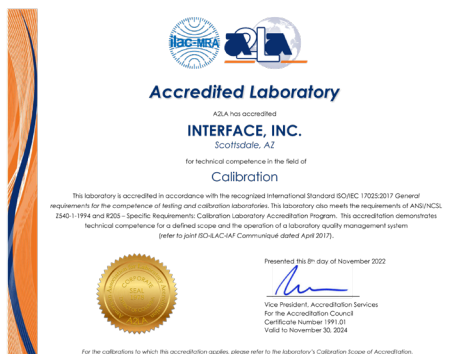 ilac-MRA
A2LA
Accredited Laboratory
A2LA has accredited
INTERFACE, INC.
Scottsdale, AZ
for technical competence in the field of
Calibration
This laboratory is accredited in accordance with the recognized International Standard ISO/IEC 17025:2017 General
requirements for the competence of testing and calibration laboratories. This laboratory also meets the requirements of ANSI/NCSL
Z540-1-1994 and R205 – Specific Requirements: Calibration Laboratory Accreditation Program. This accreditation demonstrates
technical competence for a defined scope and the operation of a laboratory quality management system
(refer to joint ISO-ILAC-IAF Communiqué dated April 2017).
CORPORATE
SEAL
A2LA
Presented this 8th day of November 2022
Vice President, Accreditation Services
For the Accreditation Council
Certificate Number 1991.01
Valid to November 30, 2024
For the calibrations to which this accreditation applies, please refer to the laboratory's Calibration Scope of Accreditation.